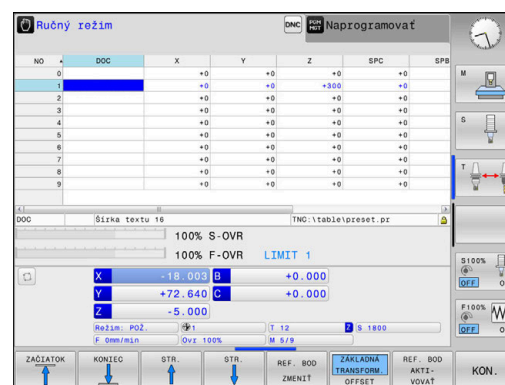 Ručný režim DNC PGM MGT Naprogramovať
NO DOC X Y Z SPC SPB
0 +0 +0 +0 +0
1 +0 +0 +300 +0
2 +0 +0 +0 +0
3 +0 +0 +0 +0
4 +0 +0 +0 +0
5 +0 +0 +0 +0
6 +0 +0 +0 +0
7 +0 +0 +0 +0
8 +0 +0 +0 +0
9 +0 +0 +0 +0
DOC Šírka textu 16 TNC:\table\preset.pr
100% S-OVR
100% F-OVR LIMIT 1
X -18.003 B +0.000
Y +72.640 C +0.000
Z -5.000
Režim: POŽ. 1 T 12 Z S 1800
F 0mm/min Ovr 100% M 5/9
M
S
T
S100%
OFF
F100%
OFF
ZAČIATOK
KONIEC
STR.
STR.
REF. BOD
ZMENIŤ
ZÁKLADNÁ
TRANSFORM.
OFFSET
REF. BOD
AKTI-
VOVAŤ
KON.